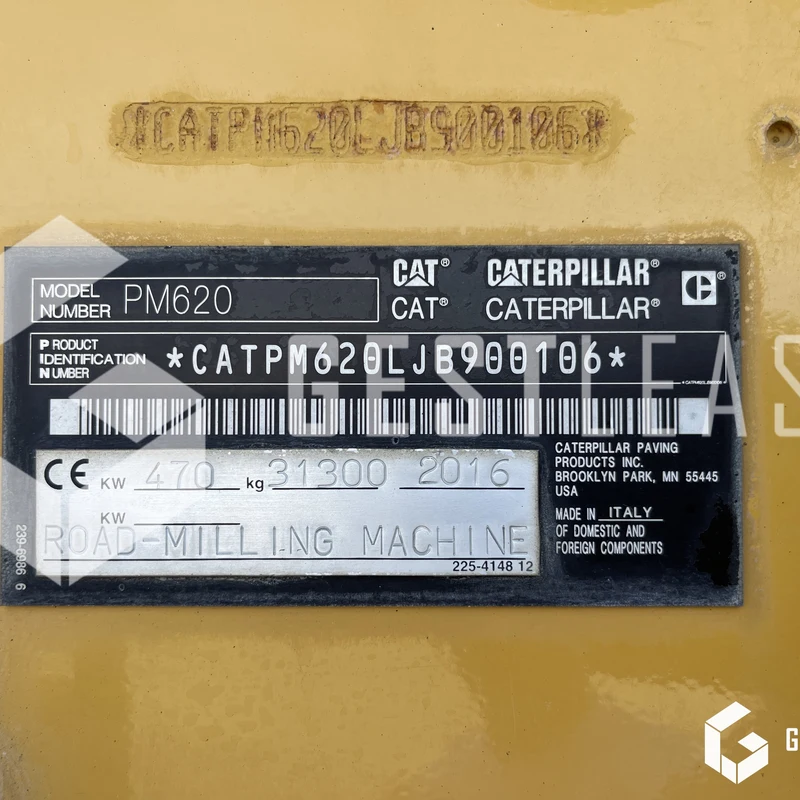 *CATPM620LJB900106*
MODEL NUMBER PM620
CAT® CATERPILLAR®
CAT® CATERPILLAR®
PRODUCT IDENTIFICATION NUMBER *CATPM620LJB900106*
*CATPM620LJB900106*
GESTLEAS
CE KW 470 kg 31300 2016
KW
ROAD-MILLING MACHINE
225-4148 12
239-6986 6
CATERPILLAR PAVING
PRODUCTS INC.
BROOKLYN PARK, MN 55445
USA
MADE IN ITALY
OF DOMESTIC AND
FOREIGN COMPONENTS
G